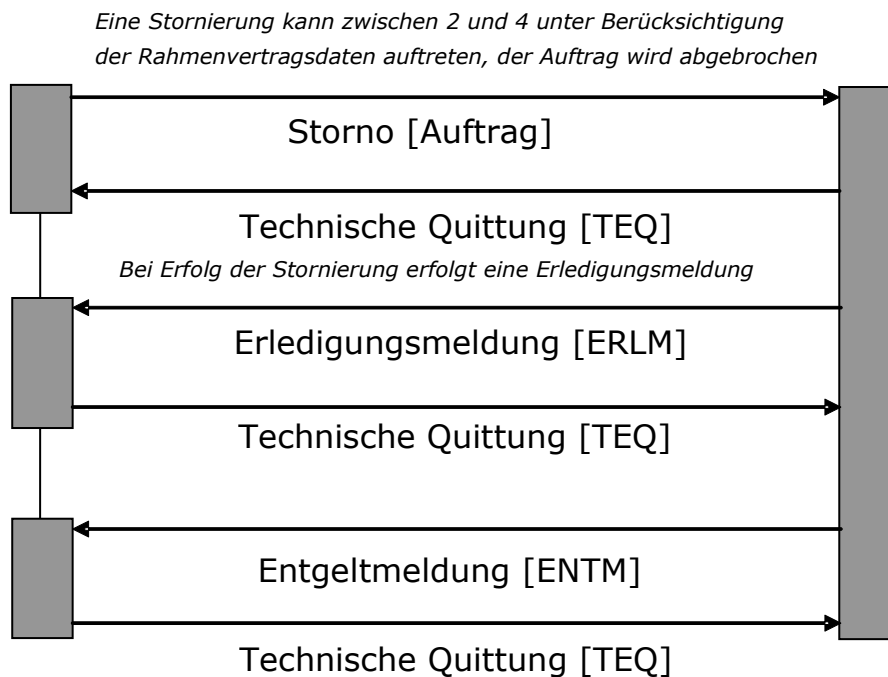 Eine Stornierung kann zwischen 2 und 4 unter Berücksichtigung
der Rahmenvertragsdaten auftreten, der Auftrag wird abgebrochen
Storno [Auftrag]
Technische Quittung [TEQ]
Bei Erfolg der Stornierung erfolgt eine Erledigungsmeldung
Erledigungsmeldung [ERLM]
Technische Quittung [TEQ]
Entgeltmeldung [ENTM]
Technische Quittung [TEQ]